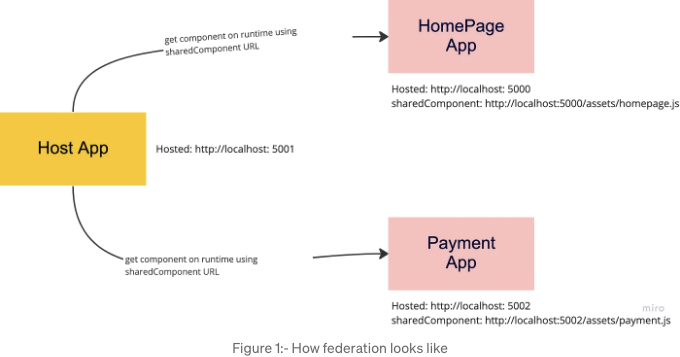 get component on runtime using
sharedComponent URL
HomePage
App
Hosted: http://localhost: 5000
sharedComponent: http://localhost:5000/assets/homepage.js
Host App
Hosted: http://localhost: 5001
get component on runtime using
sharedComponent URL
Payment
App
Hosted: http://localhost: 5002
sharedComponent: http://localhost:5002/assets/payment.js
miro
Figure 1:- How federation looks like